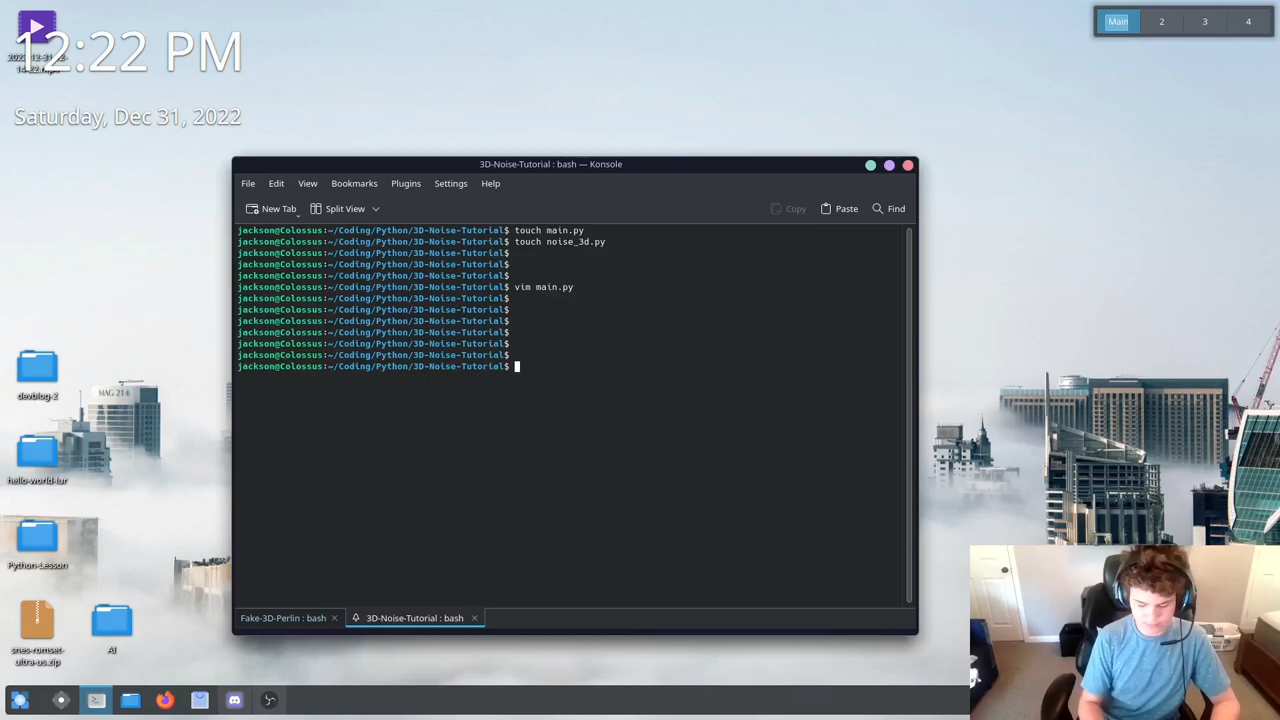 12:22 PM
Saturday, Dec 31, 2022
Main 2 3 4
MAG 214
devblog-2
hello-world-lur
Python-Lesson
snes-romset-
ultra-us.zip
AI
3D-Noise-Tutorial : bash — Konsole
File Edit View Bookmarks Plugins Settings Help
New Tab Split View Copy Paste Find
jackson@Colossus:~/Coding/Python/3D-Noise-Tutorial$ touch main.py
jackson@Colossus:~/Coding/Python/3D-Noise-Tutorial$ touch noise_3d.py
jackson@Colossus:~/Coding/Python/3D-Noise-Tutorial$
jackson@Colossus:~/Coding/Python/3D-Noise-Tutorial$
jackson@Colossus:~/Coding/Python/3D-Noise-Tutorial$
jackson@Colossus:~/Coding/Python/3D-Noise-Tutorial$ vim main.py
jackson@Colossus:~/Coding/Python/3D-Noise-Tutorial$
jackson@Colossus:~/Coding/Python/3D-Noise-Tutorial$
jackson@Colossus:~/Coding/Python/3D-Noise-Tutorial$
jackson@Colossus:~/Coding/Python/3D-Noise-Tutorial$
jackson@Colossus:~/Coding/Python/3D-Noise-Tutorial$
jackson@Colossus:~/Coding/Python/3D-Noise-Tutorial$
jackson@Colossus:~/Coding/Python/3D-Noise-Tutorial$
Fake-3D-Perlin : bash 3D-Noise-Tutorial : bash